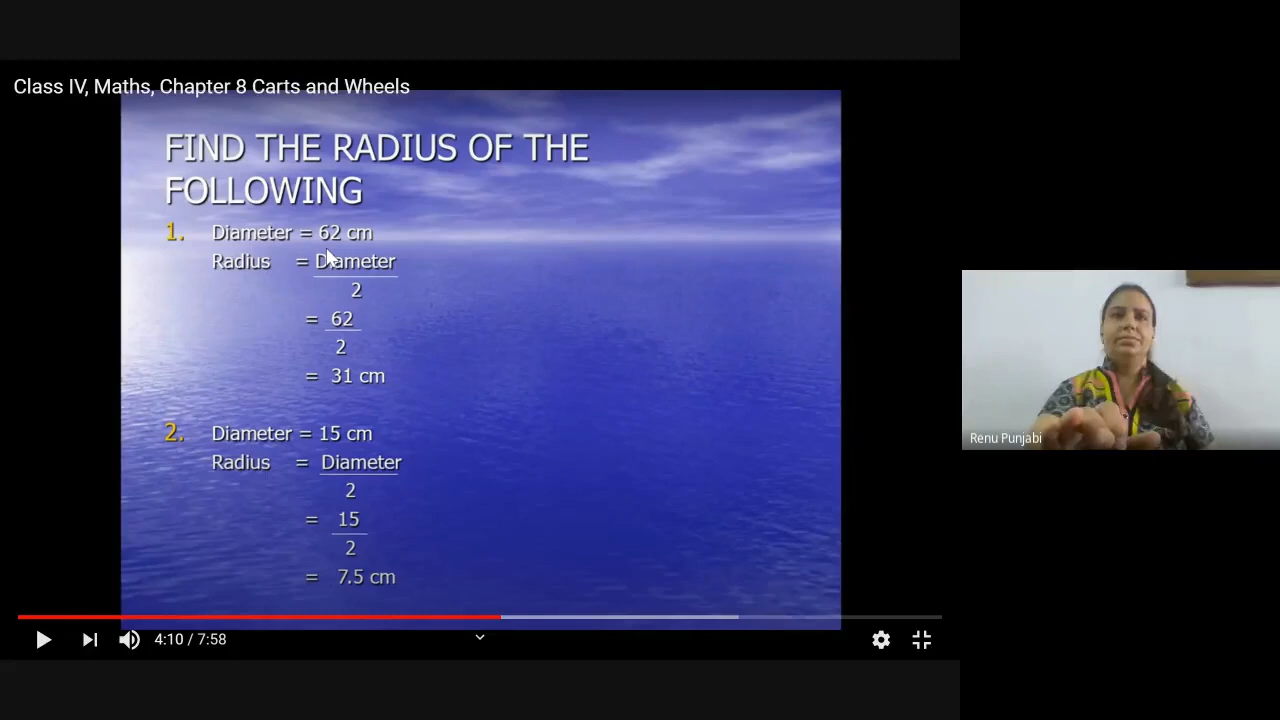 Class IV, Maths, Chapter 8 Carts and Wheels
FIND THE RADIUS OF THE
FOLLOWING
1. Diameter = 62 cm
Radius = Diameter
2
= 62
2
= 31 cm
2. Diameter = 15 cm
Radius = Diameter
2
= 15
2
= 7.5 cm
4:10 / 7:58
Renu Punjabi